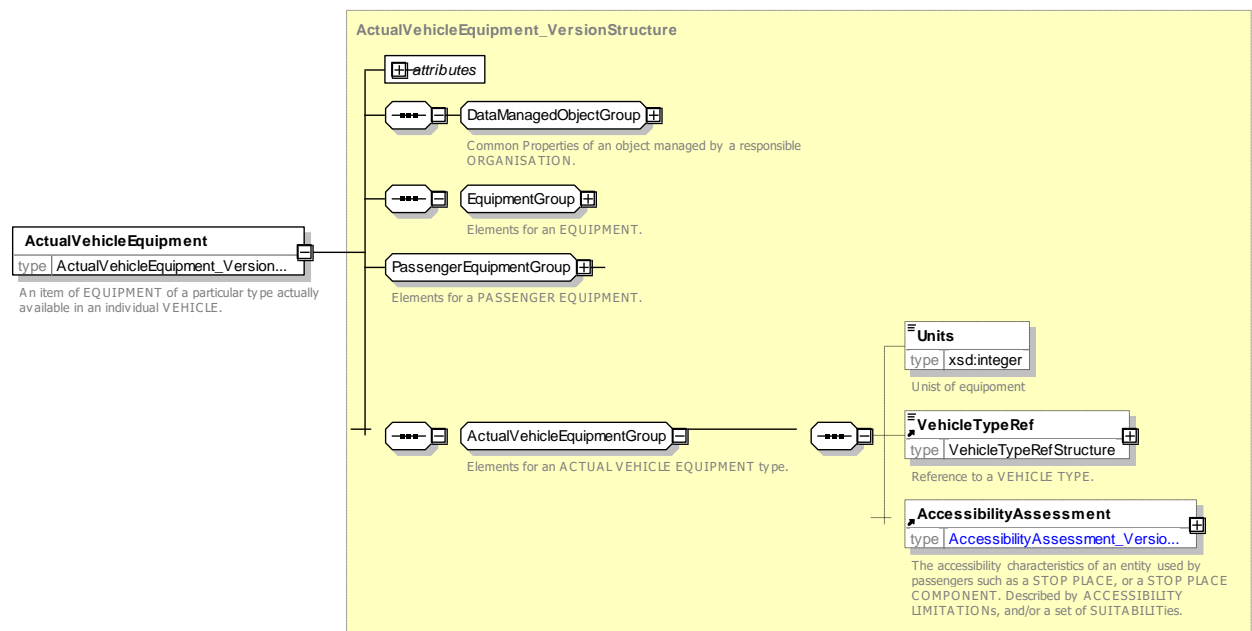 ActualVehicleEquipment_VersionStructure
attributes
DataManagedObjectGroup
Common Properties of an object managed by a responsible
ORGANISATION.
EquipmentGroup
Elements for an EQUIPMENT.
ActualVehicleEquipment
type ActualVehicleEquipment_Version...
An item of EQUIPMENT of a particular type actually
available in an individual VEHICLE.
PassengerEquipmentGroup
Elements for a PASSENGER EQUIPMENT.
Units
type xsd:integer
Unist of equipoment
ActualVehicleEquipmentGroup
Elements for an ACTUAL VEHICLE EQUIPMENT type.
VehicleTypeRef
type VehicleTypeRefStructure
Reference to a VEHICLE TYPE.
AccessibilityAssessment
type AccessibilityAssessment_Versio...
The accessibility characteristics of an entity used by
passengers such as a STOP PLACE, or a STOP PLACE
COMPONENT. Described by ACCESSIBILITY
LIMITATIONs, and/or a set of SUITABILITies.